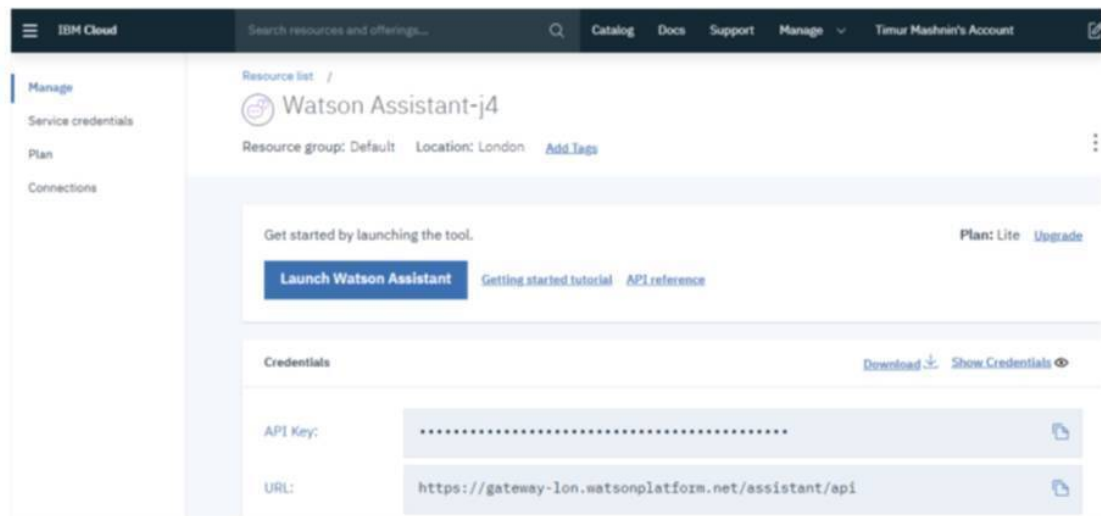 IBM Cloud Search resources and offerings... Catalog Docs Support Manage Timur Mashnin's Account
Manage
Service credentials
Plan
Connections
Resource list /
Watson Assistant-j4
Resource group: Default Location: London Add Tags
Get started by launching the tool. Plan: Lite Upgrade
Launch Watson Assistant Getting started tutorial API reference
Credentials Download Show Credentials
API Key: ••••••••••••••••••••••••••••••••••••••••••••
URL: https://gateway-lon.watsonplatform.net/assistant/api